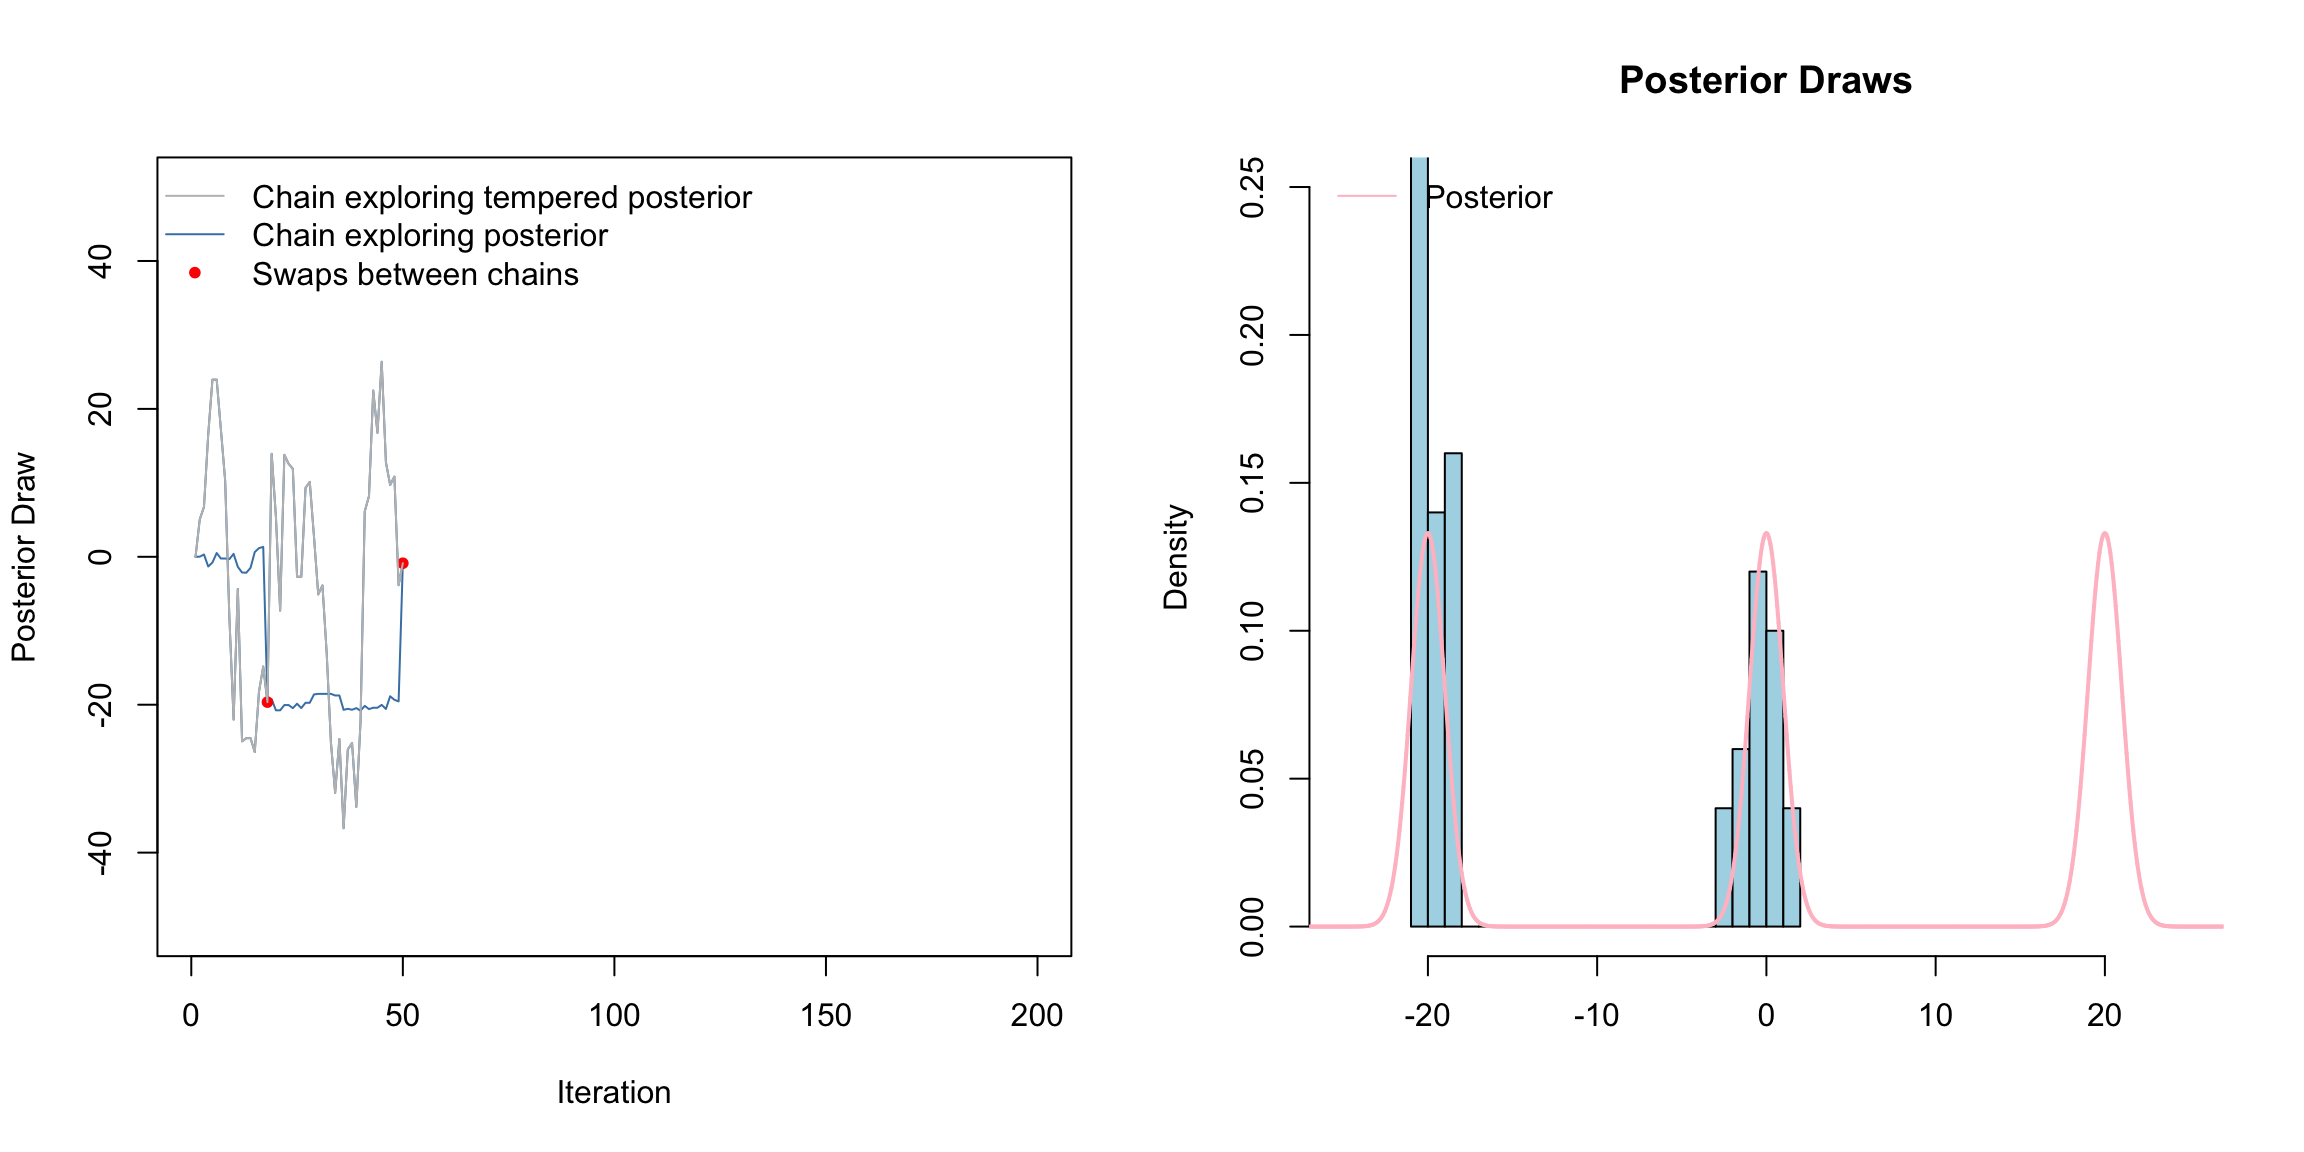 Chain exploring tempered posterior
Chain exploring posterior
Swaps between chains
Posterior Draw
40
20
0
-20
-40
0 50 100 150 200
Iteration
Posterior Draws
Posterior
Density
0.25
0.20
0.15
0.10
0.05
0.00
-20 -10 0 10 20